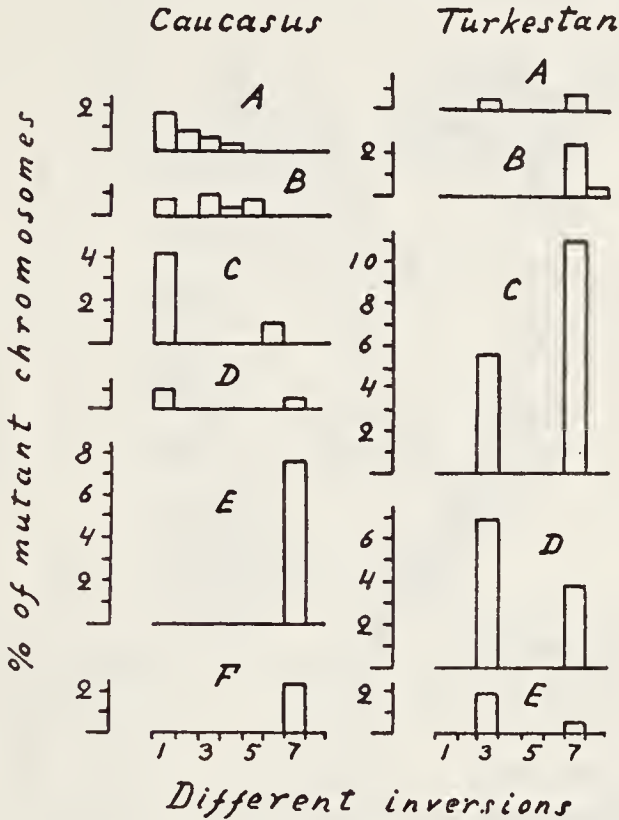 Caucasus
Turkestan
% of mutant chromosomes
A
2
B
C
4
2
D
E
8
6
4
2
F
2
1 3 5 7
A
B
2
C
10
8
6
4
2
D
6
4
2
E
2
1 3 5 7
Different inversions